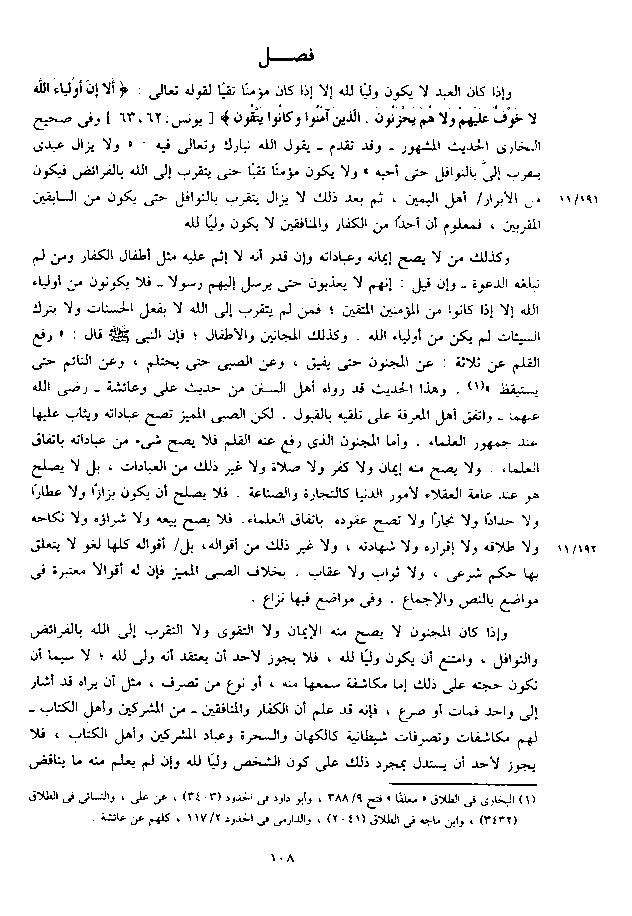 فصــل
وإذا كان العبد لا يكون وليًا لله إلا إذا كان مؤمنًا تقيًا لقوله تعالى : ﴿ أَلا إِنَّ أَوْلِيَاءَ اللَّهِ
لا خَوْفٌ عَلَيْهِمْ وَلا هُمْ يَحْزَنُونَ . الَّذِينَ آمَنُوا وَكَانُوا يَتَّقُونَ ﴾ [ يونس: ٦٢، ٦٣ ] وفى صحيح
البخارى الحديث المشهور ـ وقد تقدم ـ يقول الله تبارك وتعالى فيه : « ولا يزال عبدى
يتقرب إلىَّ بالنوافل حتى أحبه » ولا يكون مؤمنًا تقيًا حتى يتقرب إلى الله بالفرائض فيكون
١١/١٩١ من الأبرار/ أهل اليمين ، ثم بعد ذلك لا يزال يتقرب بالنوافل حتى يكون من السابقين
المقربين ، فمعلوم أن أحدًا من الكفار والمنافقين لا يكون وليًا لله
وكذلك من لا يصح إيمانه وعباداته وإن قدر أنه لا إثم عليه مثل أطفال الكفار ومن لم
تبلغه الدعوة ـ وإن قيل : إنهم لا يعذبون حتى يرسل إليهم رسولا ـ فلا يكونون من أولياء
الله إلا إذا كانوا من المؤمنين المتقين ؛ فمن لم يتقرب إلى الله لا بفعل الحسنات ولا بترك
السيئات لم يكن من أولياء الله . وكذلك المجانين والأطفال ؛ فإن النبى ﷺ قال : « رفع
القلم عن ثلاثة : عن المجنون حتى يفيق ، وعن الصبى حتى يحتلم ، وعن النائم حتى
يستيقظ »(١) . وهذا الحديث قد رواه أهل السنن من حديث على وعائشة ـ رضى الله
عنهما ـ واتفق أهل المعرفة على تلقيه بالقبول . لكن الصبى المميز تصح عباداته ويثاب عليها
عند جمهور العلماء . وأما المجنون الذى رفع عنه القلم فلا يصح شىء من عباداته باتفاق
العلماء . ولا يصح منه إيمان ولا كفر ولا صلاة ولا غير ذلك من العبادات ، بل لا يصلح
هو عند عامة العقلاء لأمور الدنيا كالتجارة والصناعة . فلا يصلح أن يكون بزازًا ولا عطارًا
ولا حدادًا ولا نجارًا ولا تصح عقوده باتفاق العلماء. فلا يصح بيعه ولا شراؤه ولا نكاحه
١١/١٩٢ ولا طلاقه ولا إقراره ولا شهادته ، ولا غير ذلك من أقواله، بل/ أقواله كلها لغو لا يتعلق
بها حكم شرعى ، ولا ثواب ولا عقاب . بخلاف الصبى المميز فإن له أقوالاً معتبرة فى
مواضع بالنص والإجماع . وفى مواضع فيها نزاع .
وإذا كان المجنون لا يصح منه الإيمان ولا التقوى ولا التقرب إلى الله بالفرائض
والنوافل ، وامتنع أن يكون وليًا لله ، فلا يجوز لأحد أن يعتقد أنه ولى لله ؛ لا سيما أن
تكون حجته على ذلك إما مكاشفة سمعها منه ، أو نوع من تصرف ، مثل أن يراه قد أشار
إلى واحد فمات أو صرع ، فإنه قد علم أن الكفار والمنافقين ـ من المشركين وأهل الكتاب ـ
لهم مكاشفات وتصرفات شيطانية كالكهان والسحرة وعباد المشركين وأهل الكتاب ، فلا
يجوز لأحد أن يستدل بمجرد ذلك على كون الشخص وليًا لله وإن لم يعلم منه ما يناقض
(١) البخارى فى الطلاق « معلقًا » فتح ٩/ ٣٨٨ ، وأبو داود فى الحدود (٣٤٠٣) ، عن على ، والنسائى فى الطلاق
(٣٤٣٢) ، وابن ماجه فى الطلاق (٢٠٤١) ، والدارمى فى الحدود ٢/ ١١٧ ، كلهم عن عائشة .
١٠٨